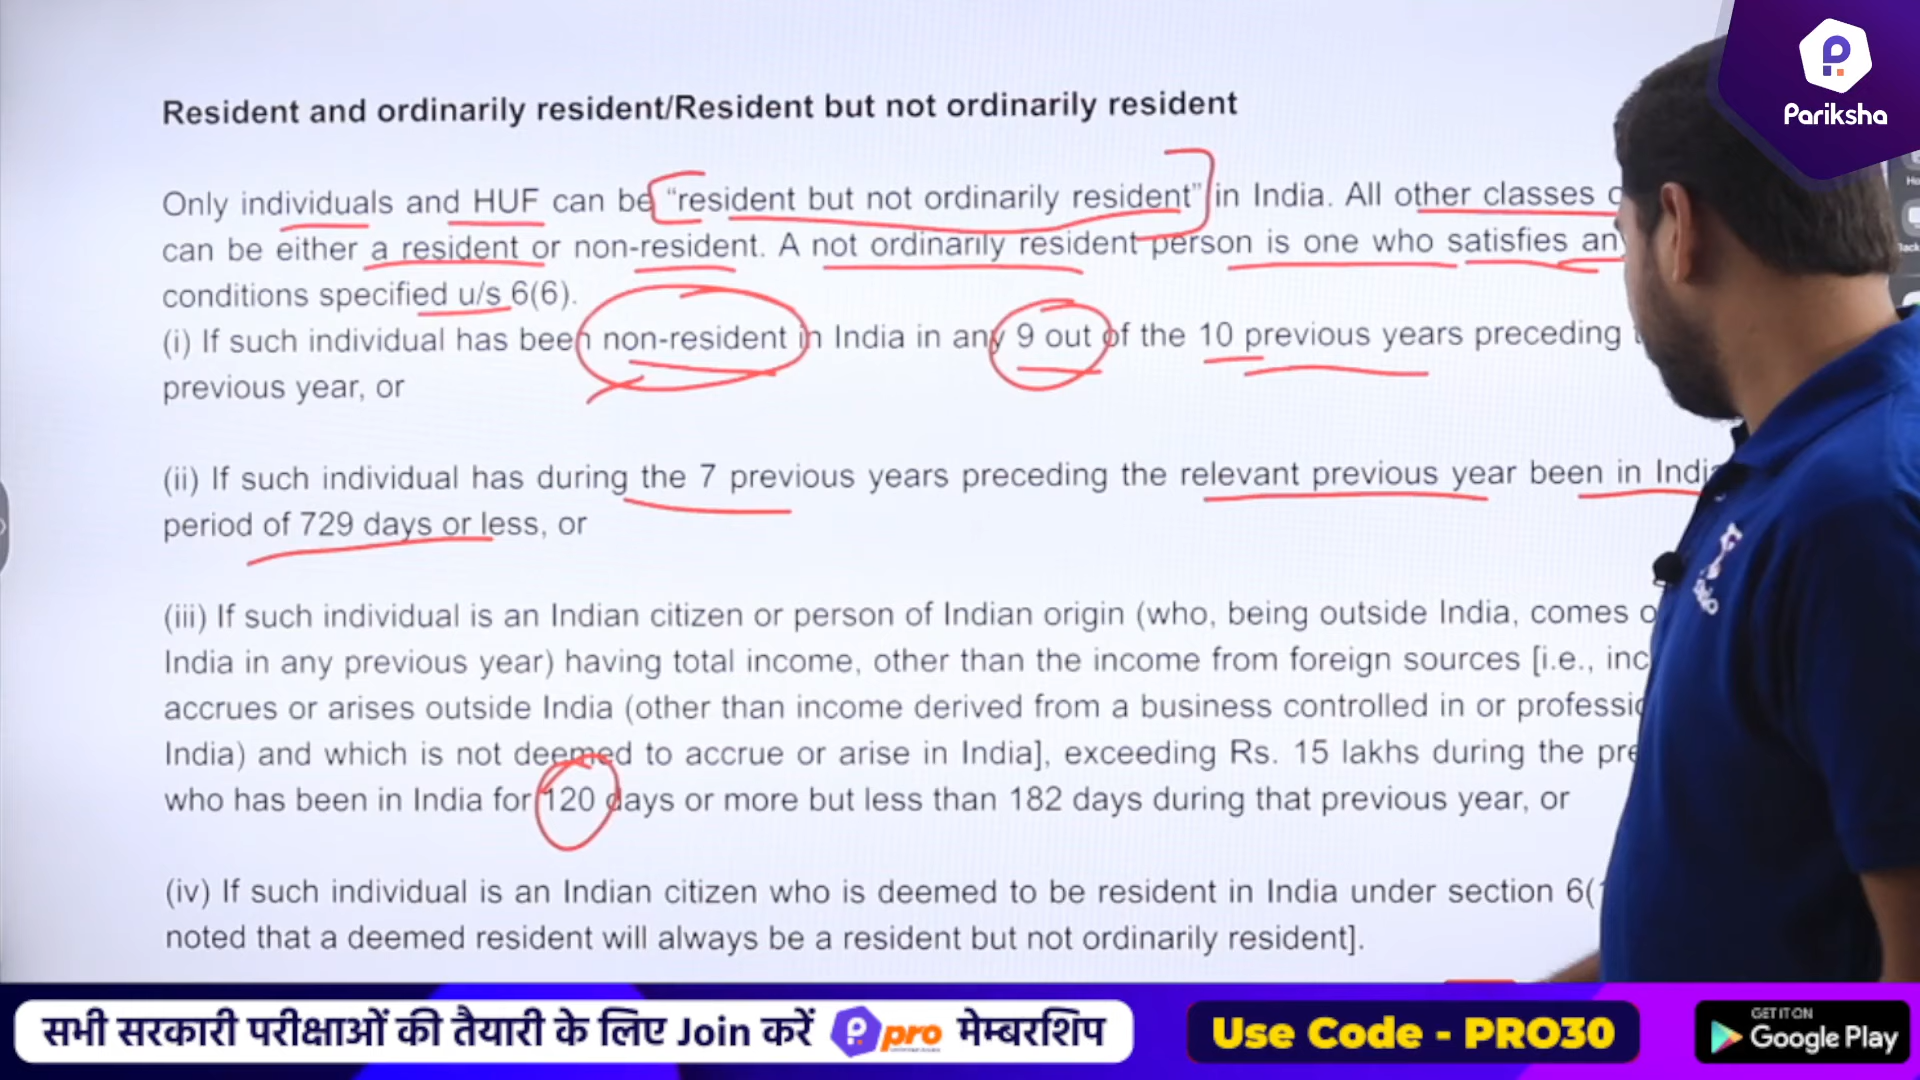 Pariksha
Resident and ordinarily resident/Resident but not ordinarily resident
Only individuals and HUF can be “resident but not ordinarily resident” in India. All other classes
can be either a resident or non-resident. A not ordinarily resident person is one who satisfies any
conditions specified u/s 6(6).
(i) If such individual has been non-resident in India in any 9 out of the 10 previous years preceding
previous year, or
(ii) If such individual has during the 7 previous years preceding the relevant previous year been in
period of 729 days or less, or
(iii) If such individual is an Indian citizen or person of Indian origin (who, being outside India, comes
India in any previous year) having total income, other than the income from foreign sources [i.e.,
accrues or arises outside India (other than income derived from a business controlled in or
India) and which is not deemed to accrue or arise in India], exceeding Rs. 15 lakhs during the
who has been in India for 120 days or more but less than 182 days during that previous year, or
(iv) If such individual is an Indian citizen who is deemed to be resident in India under section
noted that a deemed resident will always be a resident but not ordinarily resident].
सभी सरकारी परीक्षाओं की तैयारी के लिए Join करें pro मेम्बरशिप
Use Code - PRO30
GET IT ON
Google Play